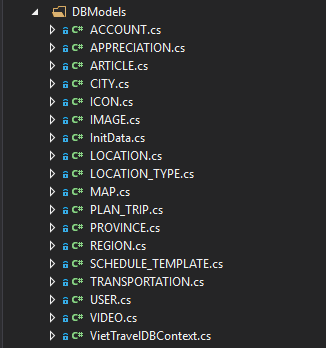 DBModels
C# ACCOUNT.cs
C# APPRECIATION.cs
C# ARTICLE.cs
C# CITY.cs
C# ICON.cs
C# IMAGE.cs
C# InitData.cs
C# LOCATION.cs
C# LOCATION_TYPE.cs
C# MAP.cs
C# PLAN_TRIP.cs
C# PROVINCE.cs
C# REGION.cs
C# SCHEDULE_TEMPLATE.cs
C# TRANSPORTATION.cs
C# USER.cs
C# VIDEO.cs
C# VietTravelDBContext.cs